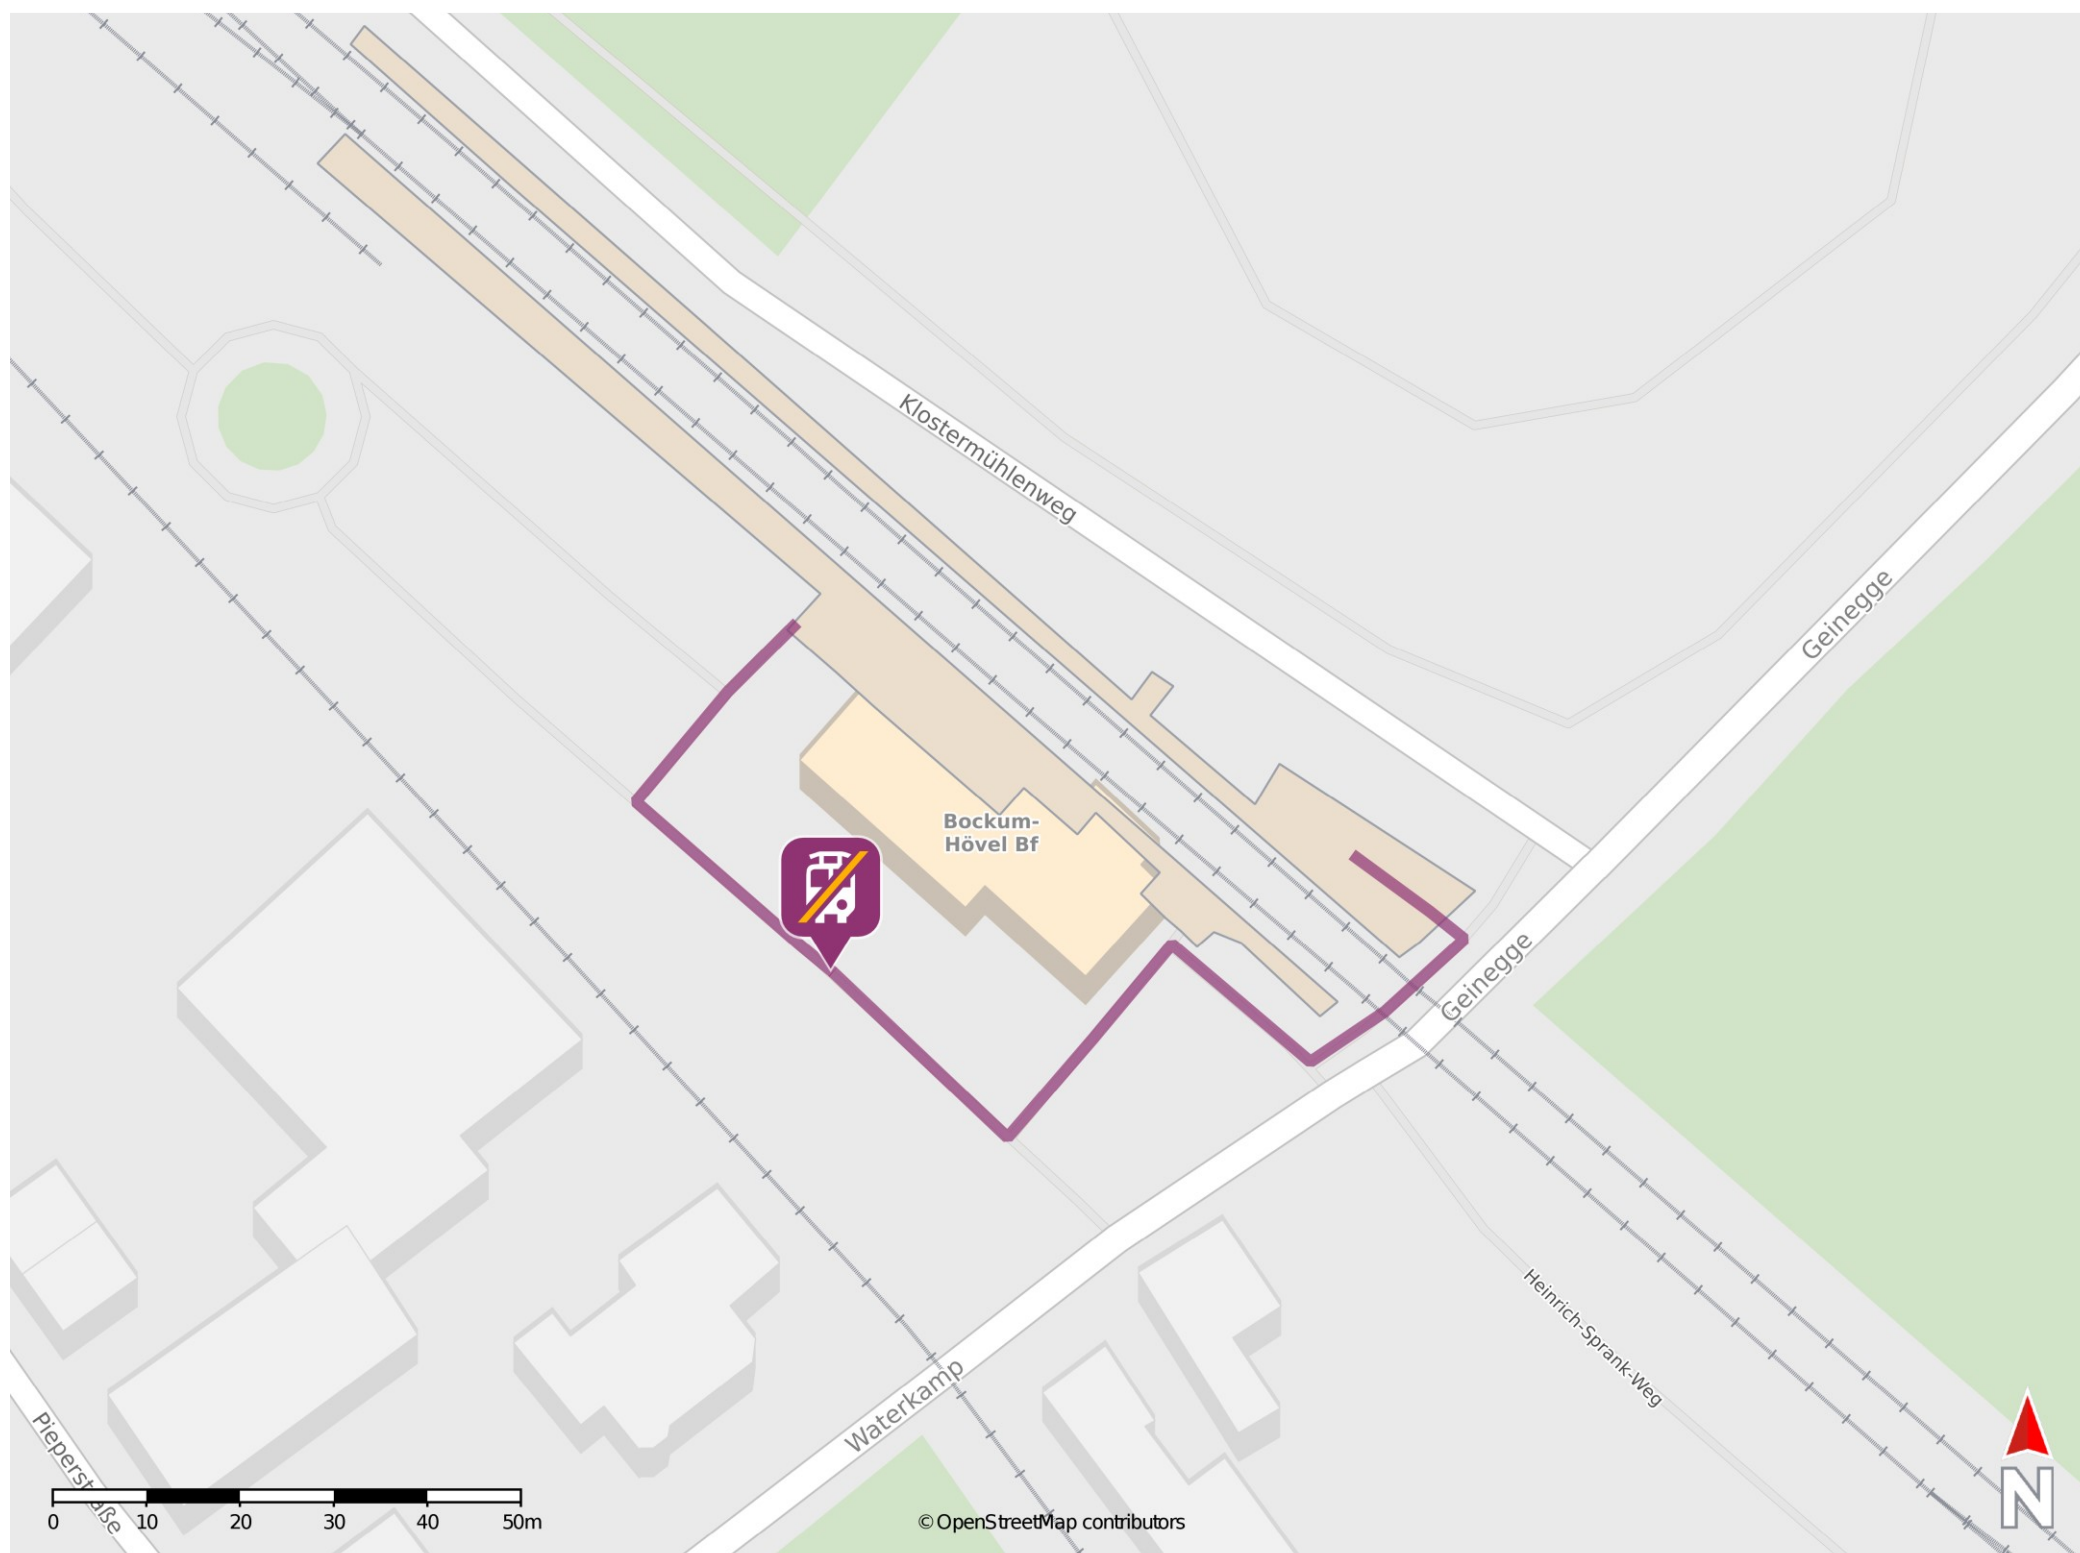 Klostermühlenweg
Geinegge
Bockum-
Hövel Bf
Geinegge
Heinrich-Sprank-Weg
Waterkamp
Pieperstraße
0 10 20 30 40 50m
© OpenStreetMap contributors
N